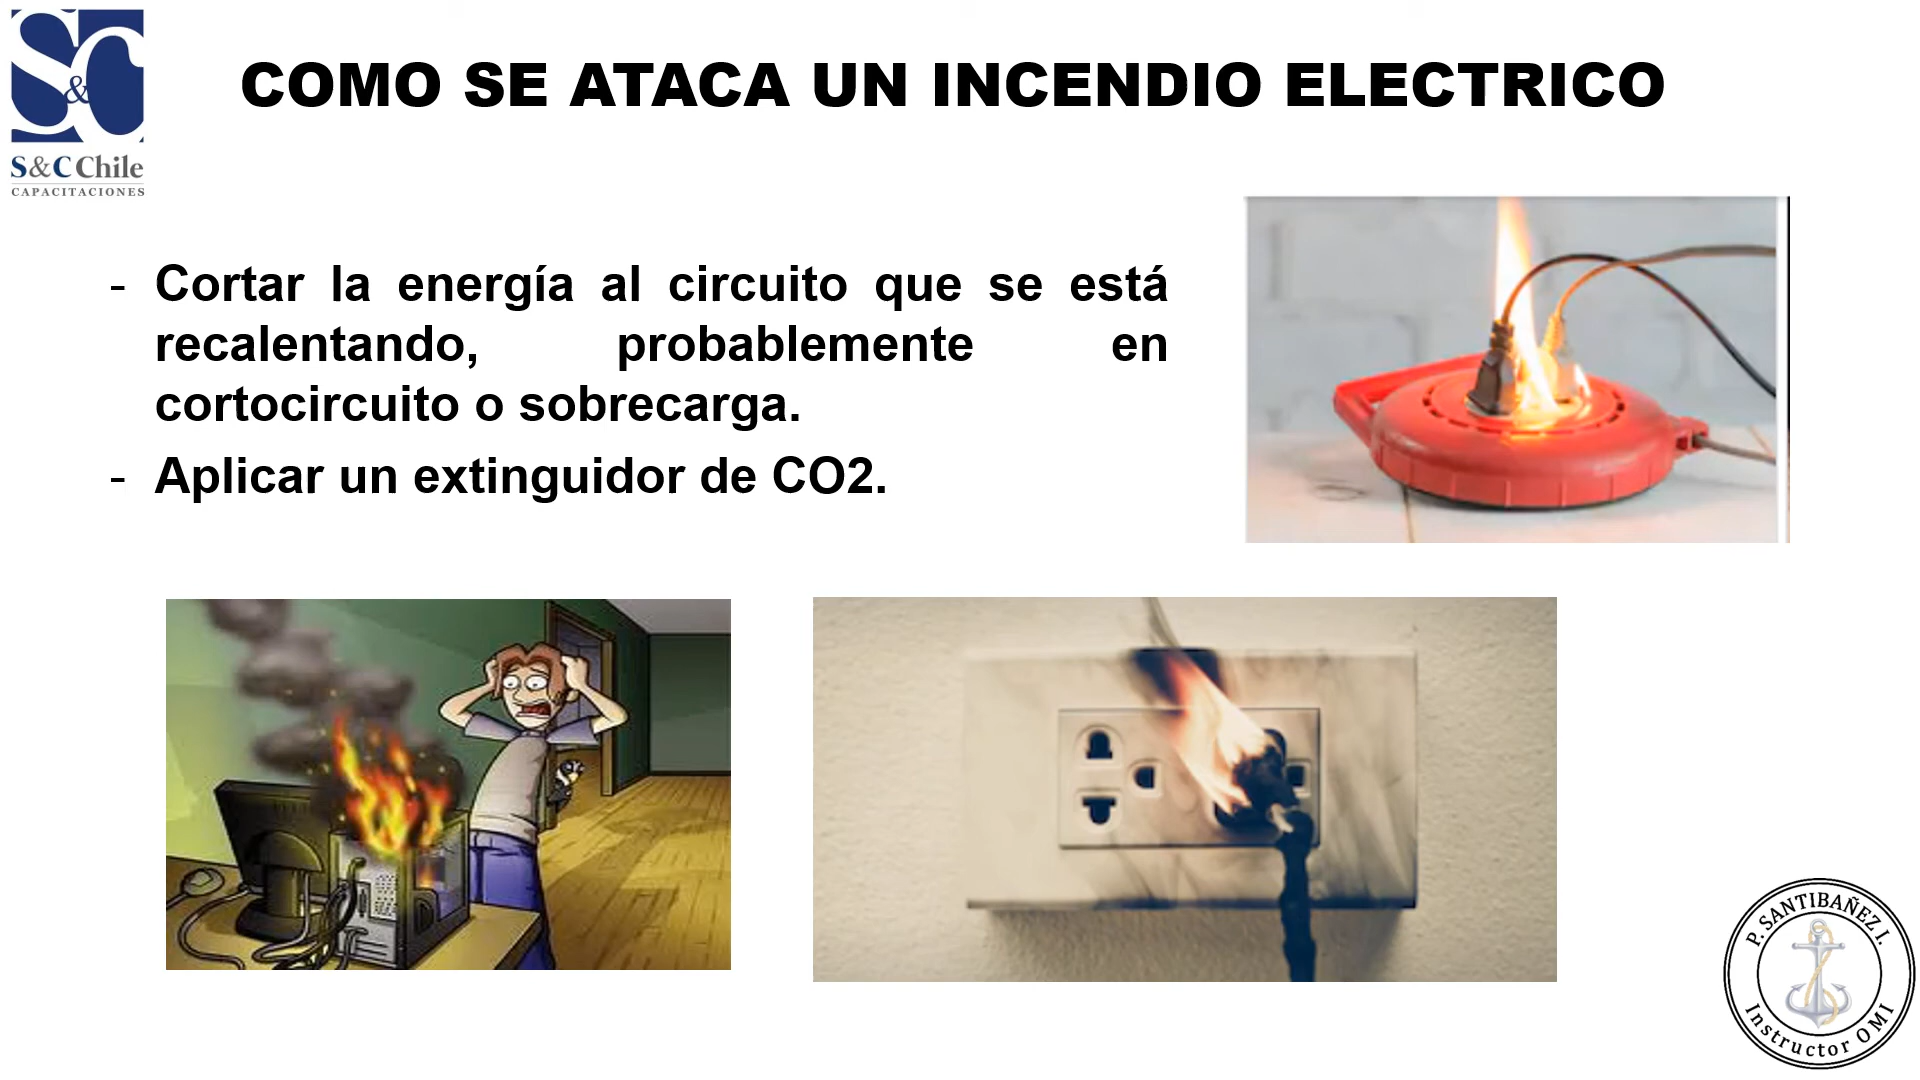 S&C
S&C Chile
CAPACITACIONES
COMO SE ATACA UN INCENDIO ELECTRICO
- Cortar la energía al circuito que se está
recalentando, probablemente en
cortocircuito o sobrecarga.
- Aplicar un extinguidor de CO2.
P. SANTIBAÑEZ I.
Instructor OMI